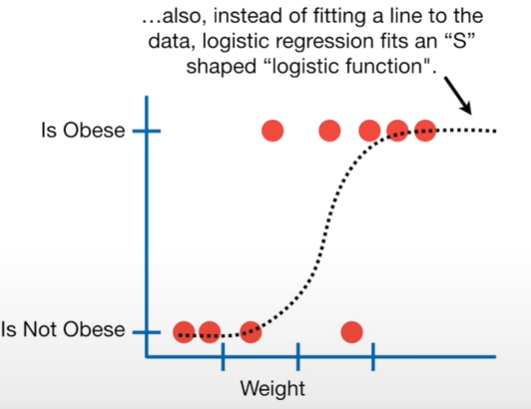 ...also, instead of fitting a line to the
data, logistic regression fits an “S”
shaped “logistic function".
Is Obese
Is Not Obese
Weight